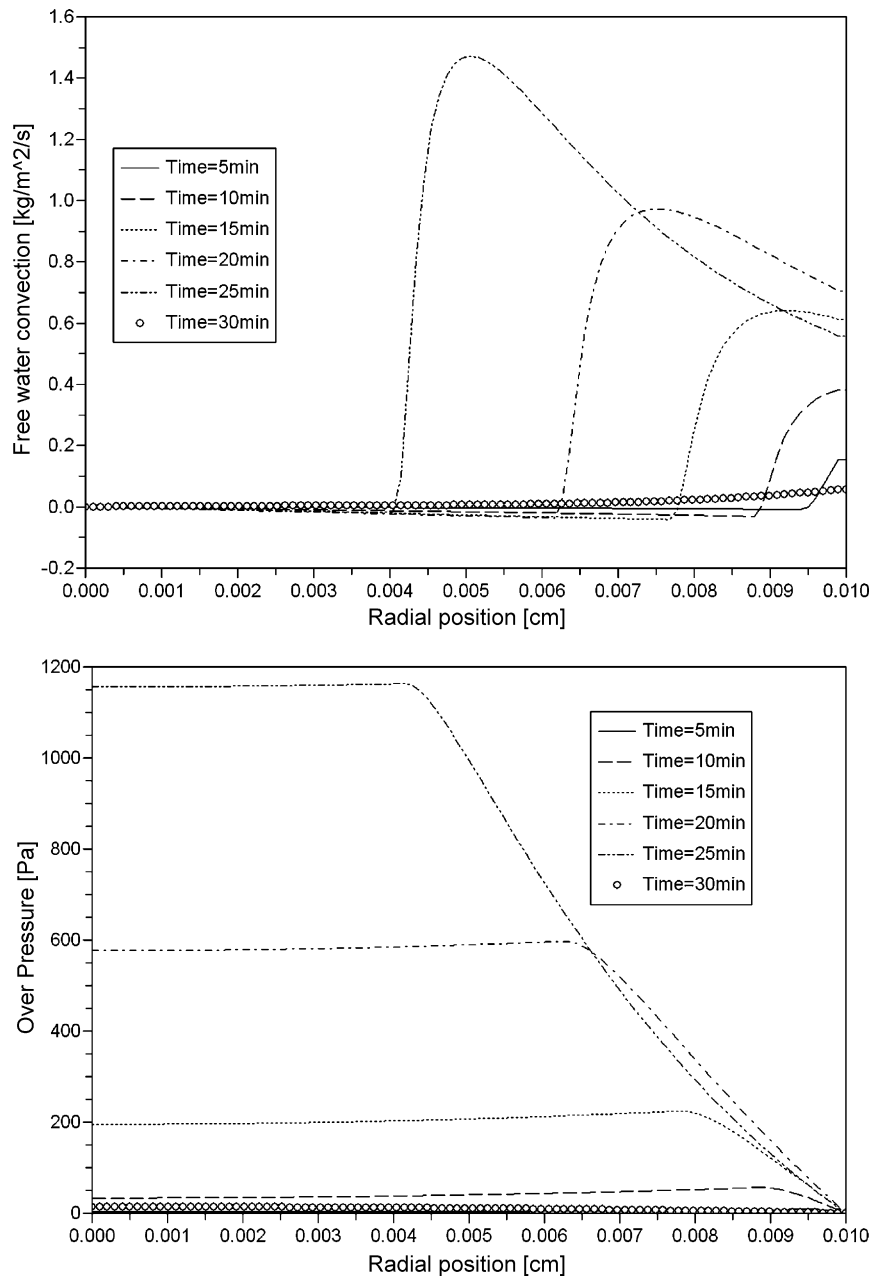 1.6
1.4
1.2
1.0
0.8
0.6
0.4
0.2
0.0
-0.2
Free water convection [kg/m^2/s]
Time=5min
Time=10min
Time=15min
Time=20min
Time=25min
Time=30min
0.000 0.001 0.002 0.003 0.004 0.005 0.006 0.007 0.008 0.009 0.010
Radial position [cm]
1200
1000
800
600
400
200
0
Over Pressure [Pa]
Time=5min
Time=10min
Time=15min
Time=20min
Time=25min
Time=30min
0.000 0.001 0.002 0.003 0.004 0.005 0.006 0.007 0.008 0.009 0.010
Radial position [cm]